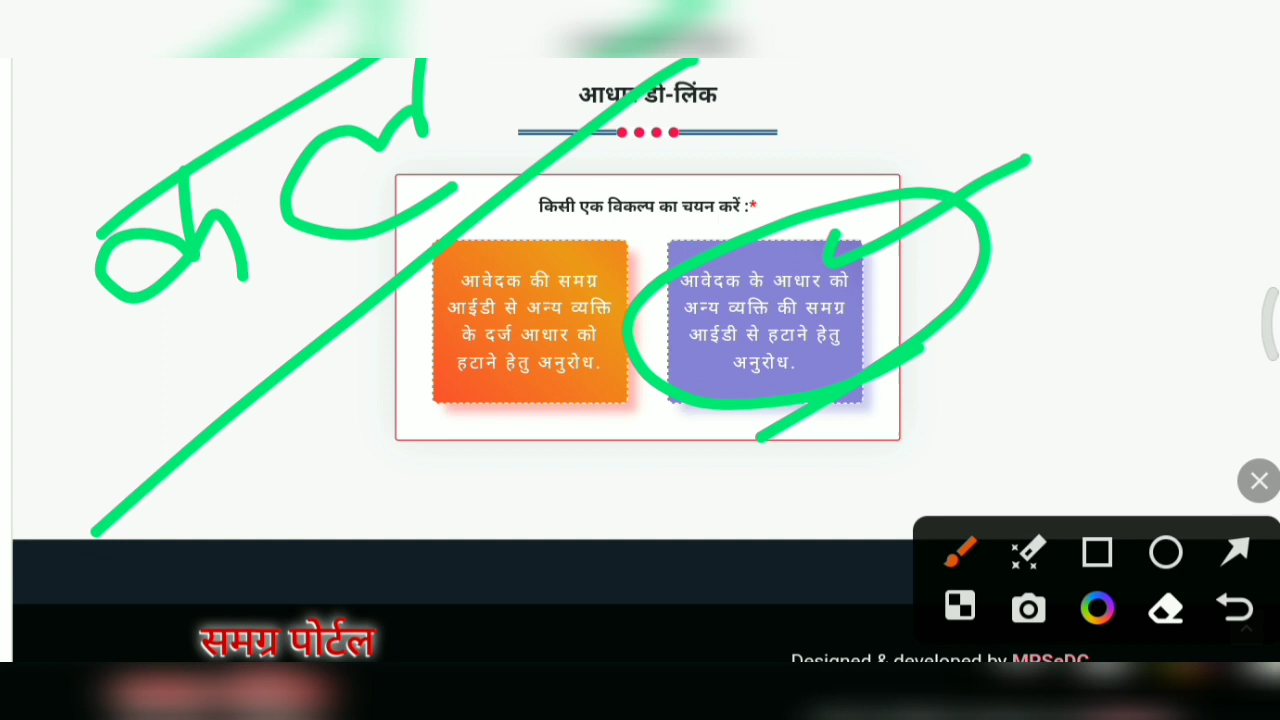 आधार डी-लिंक
किसी एक विकल्प का चयन करें :*
आवेदक की समग्र
आईडी से अन्य व्यक्ति
के दर्ज आधार को
हटाने हेतु अनुरोध.
आवेदक के आधार को
अन्य व्यक्ति की समग्र
आईडी से हटाने हेतु
अनुरोध.
समग्र पोर्टल
Designed & developed by MPSeDC